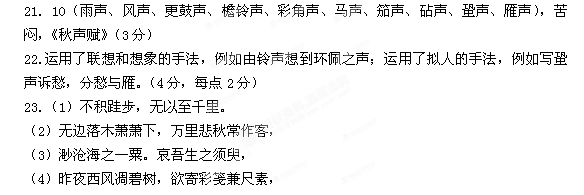 21. 10（雨声、风声、更鼓声、檐铃声、彩角声、马声、笳声、砧声、蛩声、雁声），苦
闷，《秋声赋》（3分）
22.运用了联想和想象的手法，例如由铃声想到环佩之声；运用了拟人的手法，例如写蛩
声诉愁，分愁与雁。（4分，每点2分）
23.（1）不积跬步，无以至千里。
（2）无边落木萧萧下，万里悲秋常作客，
（3）渺沧海之一粟。哀吾生之须臾，
（4）昨夜西风凋碧树，欲寄彩笺兼尺素，